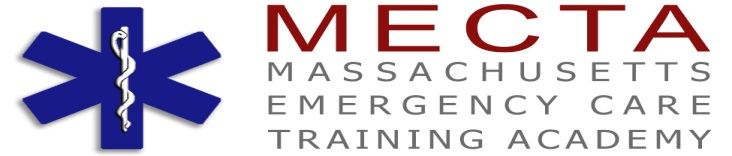 MECTA
MASSACHUSETTS
EMERGENCY CARE
TRAINING ACADEMY